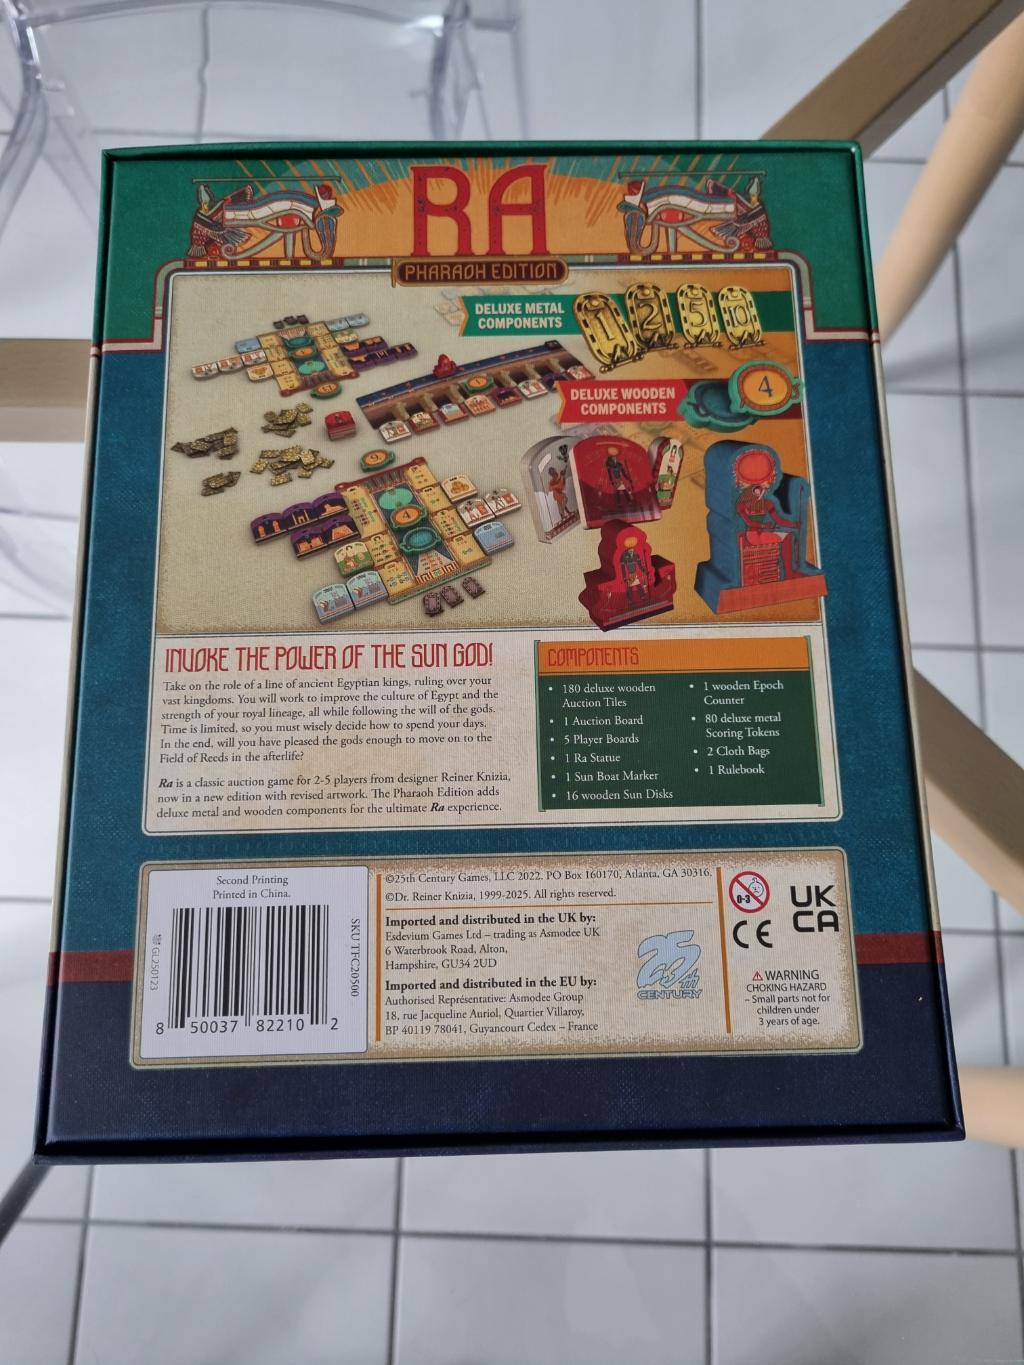 RA
PHARAOH EDITION
DELUXE METAL
COMPONENTS
1 2 5 10
DELUXE WOODEN
COMPONENTS
4
9
4
INVOKE THE POWER OF THE SUN GOD!
Take on the role of a line of ancient Egyptian kings, ruling over your
vast kingdoms. You will work to improve the culture of Egypt and the
strength of your royal lineage, all while following the will of the gods.
Time is limited, so you must wisely decide how to spend your days.
In the end, will you have pleased the gods enough to move on to the
Field of Reeds in the afterlife?
Ra is a classic auction game for 2-5 players from designer Reiner Knizia,
now in a new edition with revised artwork. The Pharaoh Edition adds
deluxe metal and wooden components for the ultimate Ra experience.
COMPONENTS
• 180 deluxe wooden
Auction Tiles
• 1 Auction Board
• 5 Player Boards
• 1 Ra Statue
• 1 Sun Boat Marker
• 16 wooden Sun Disks
• 1 wooden Epoch
Counter
• 80 deluxe metal
Scoring Tokens
• 2 Cloth Bags
• 1 Rulebook
Second Printing
Printed in China.
GL250123
SKU TFC20500
8 50037 82210 2
©25th Century Games, LLC 2022. PO Box 160170, Atlanta, GA 30316.
©Dr. Reiner Knizia, 1999-2025. All rights reserved.
Imported and distributed in the UK by:
Esdevium Games Ltd – trading as Asmodee UK
6 Waterbrook Road, Alton,
Hampshire, GU34 2UD
Imported and distributed in the EU by:
Authorised Représentative: Asmodee Group
18, rue Jacqueline Auriol, Quartier Villaroy,
BP 40119 78041, Guyancourt Cedex – France
25th
CENTURY
0-3
CE
UK
CA
WARNING
CHOKING HAZARD
– Small parts not for
children under
3 years of age.